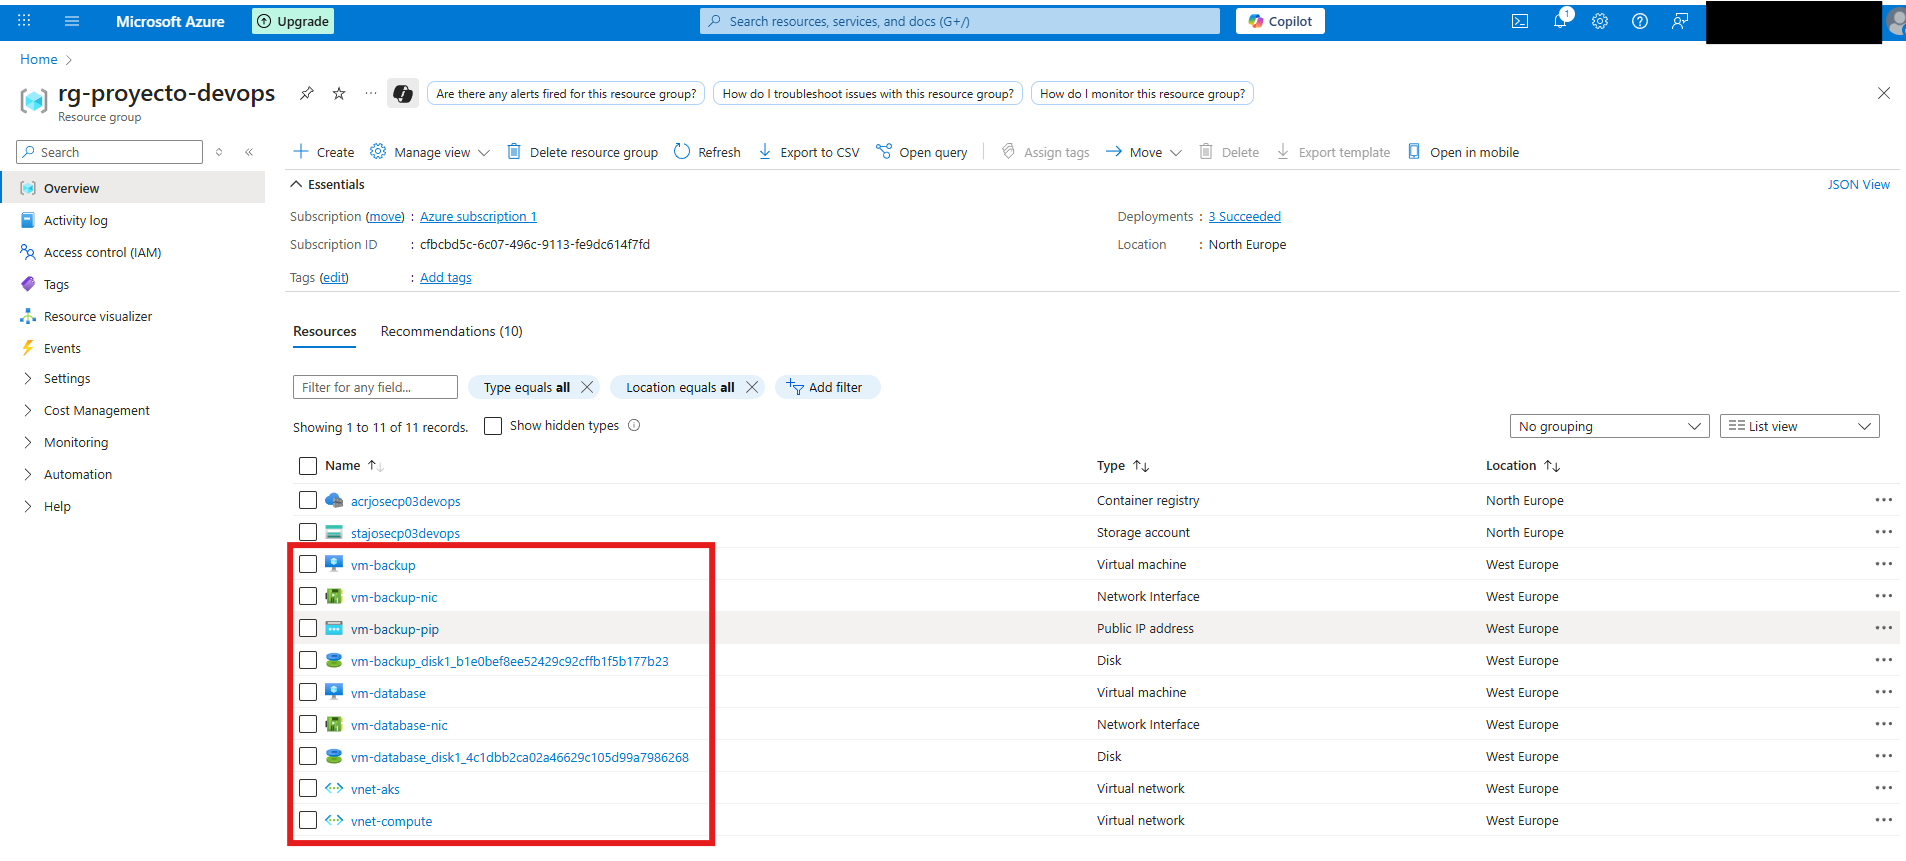 Microsoft Azure Upgrade Search resources, services, and docs (G+/) Copilot 1
Home
rg-proyecto-devops Are there any alerts fired for this resource group? How do I troubleshoot issues with this resource group? How do I monitor this resource group?
Resource group
Search Create Manage view Delete resource group Refresh Export to CSV Open query Assign tags Move Delete Export template Open in mobile
Overview
Activity log
Access control (IAM)
Tags
Resource visualizer
Events
Settings
Cost Management
Monitoring
Automation
Help
Essentials JSON View
Subscription (move) : Azure subscription 1 Deployments : 3 Succeeded
Subscription ID : cfbcbd5c-6c07-496c-9113-fe9dc614f7fd Location : North Europe
Tags (edit) : Add tags
Resources Recommendations (10)
Filter for any field... Type equals all Location equals all Add filter
Showing 1 to 11 of 11 records. Show hidden types No grouping List view
Name Type Location
acrjosecp03devops Container registry North Europe
stajosecp03devops Storage account North Europe
vm-backup Virtual machine West Europe
vm-backup-nic Network Interface West Europe
vm-backup-pip Public IP address West Europe
vm-backup_disk1_b1e0bef8ee52429c92cffb1f5b177b23 Disk West Europe
vm-database Virtual machine West Europe
vm-database-nic Network Interface West Europe
vm-database_disk1_4c1dbb2ca02a46629c105d99a7986268 Disk West Europe
vnet-aks Virtual network West Europe
vnet-compute Virtual network West Europe